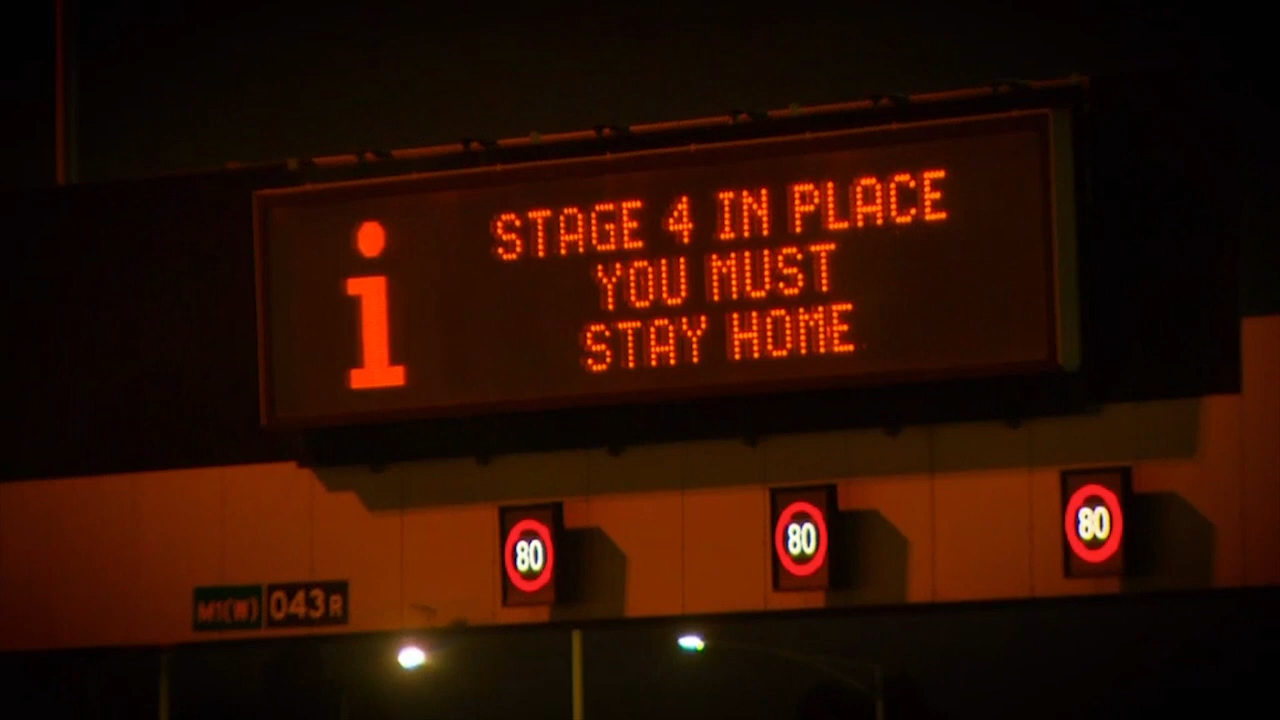 i
STAGE 4 IN PLACE
YOU MUST
STAY HOME
80 80 80
M1(W) 043R